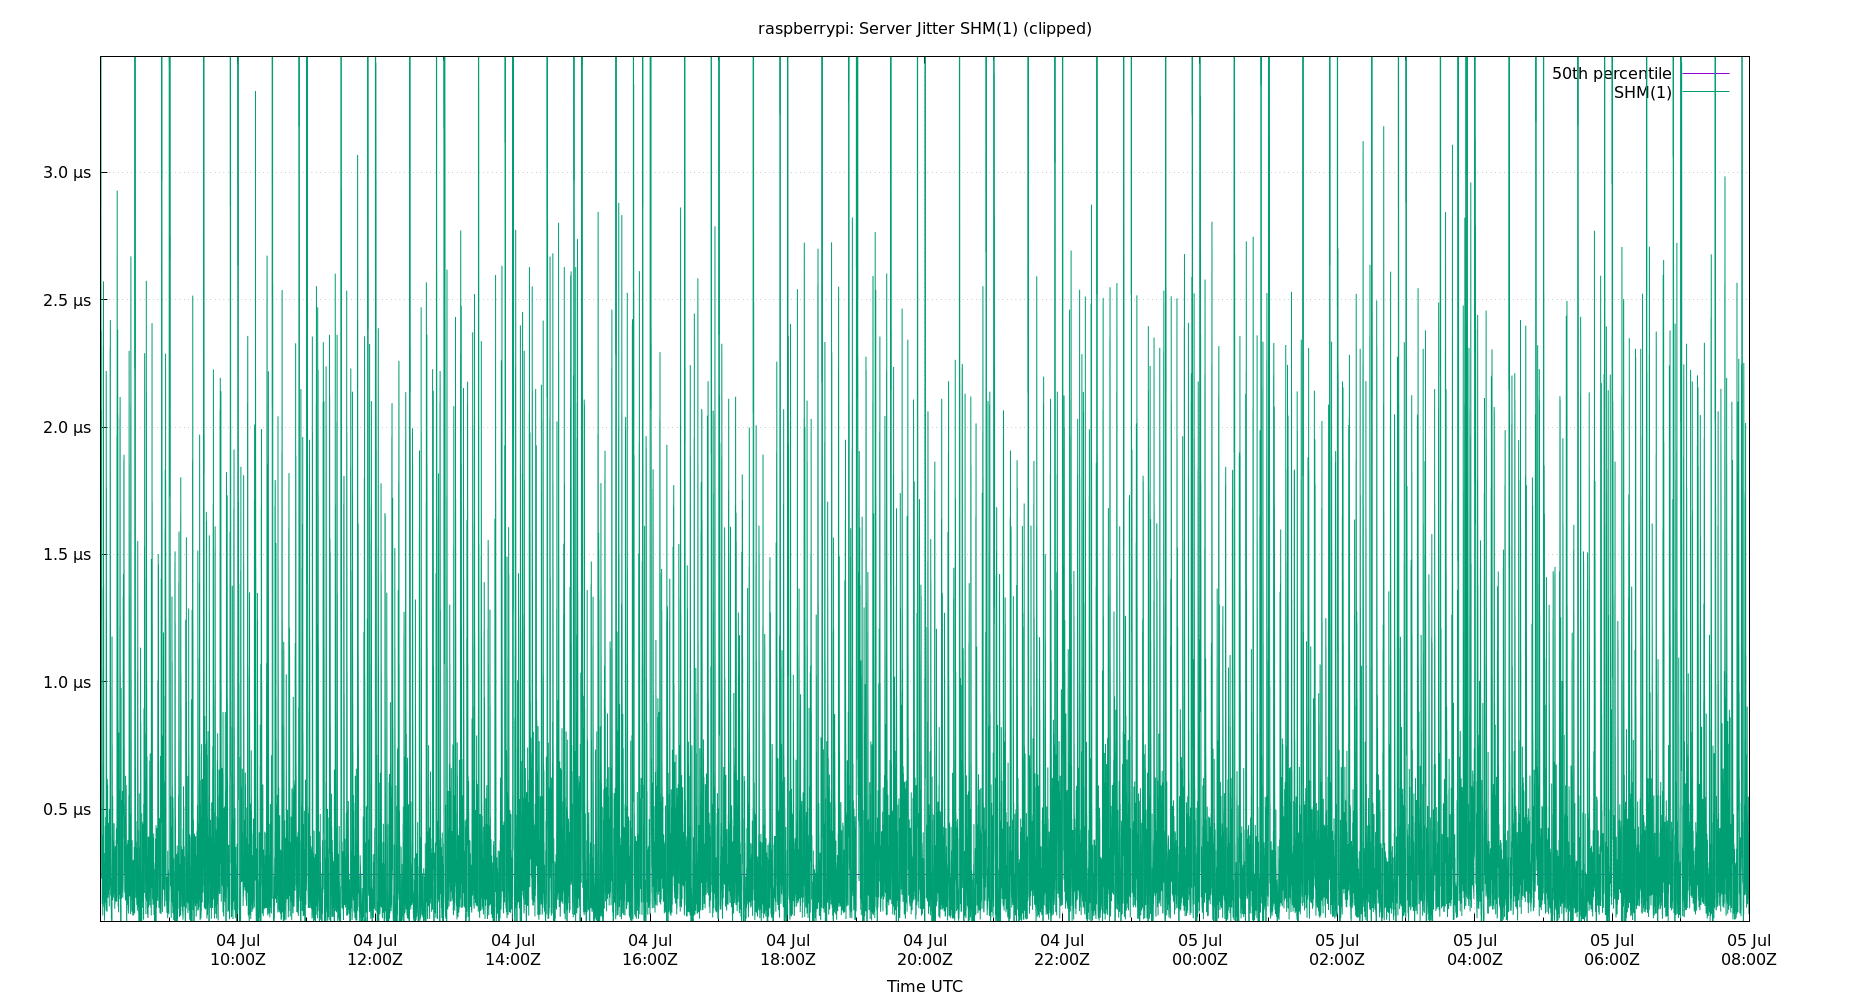 raspberrypi: Server Jitter SHM(1) (clipped)
50th percentile
SHM(1)
3.0 µs
2.5 µs
2.0 µs
1.5 µs
1.0 µs
0.5 µs
04 Jul 04 Jul 04 Jul 04 Jul 04 Jul 04 Jul 04 Jul 05 Jul 05 Jul 05 Jul 05 Jul 05 Jul
10:00Z 12:00Z 14:00Z 16:00Z 18:00Z 20:00Z 22:00Z 00:00Z 02:00Z 04:00Z 06:00Z 08:00Z
Time UTC